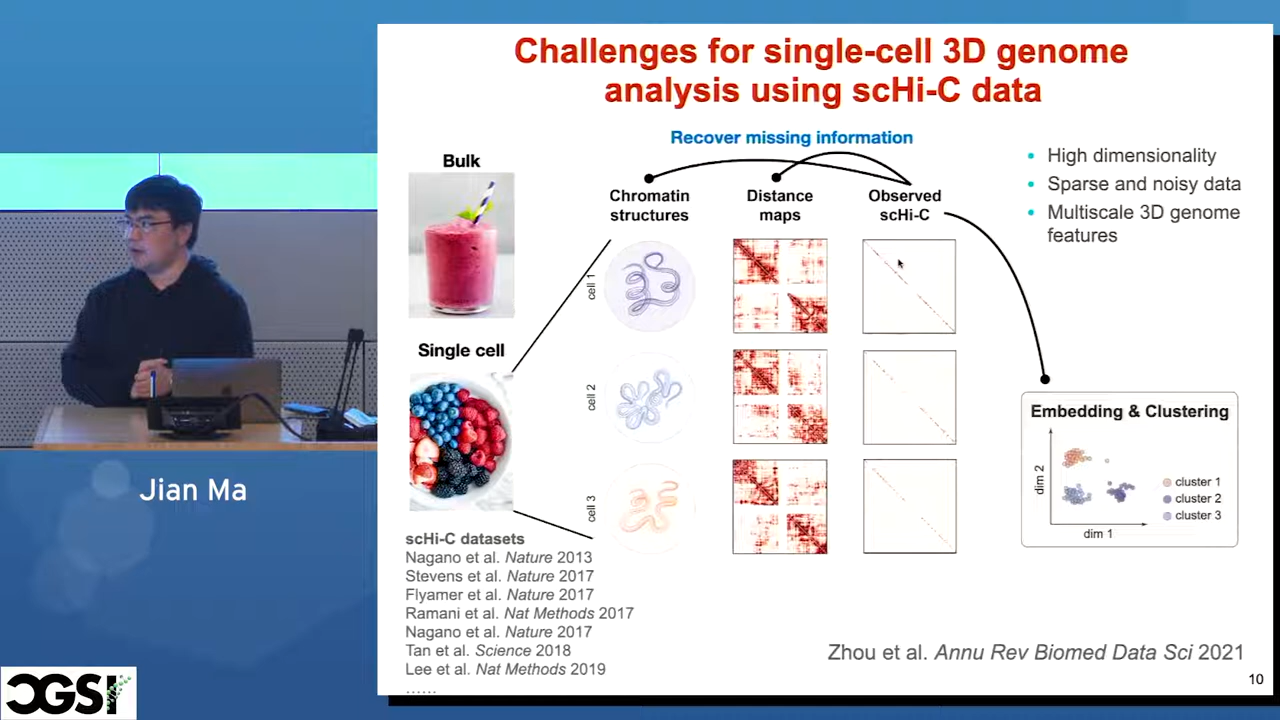 Challenges for single-cell 3D genome
analysis using scHi-C data
Recover missing information
Bulk
Chromatin
structures
Distance
maps
Observed
scHi-C
• High dimensionality
• Sparse and noisy data
• Multiscale 3D genome
features
cell 1
Single cell
cell 2
cell 3
Embedding & Clustering
dim 2
cluster 1
cluster 2
cluster 3
dim 1
scHi-C datasets
Nagano et al. Nature 2013
Stevens et al. Nature 2017
Flyamer et al. Nature 2017
Ramani et al. Nat Methods 2017
Nagano et al. Nature 2017
Tan et al. Science 2018
Lee et al. Nat Methods 2019
......
Zhou et al. Annu Rev Biomed Data Sci 2021
10
Jian Ma
CGSI